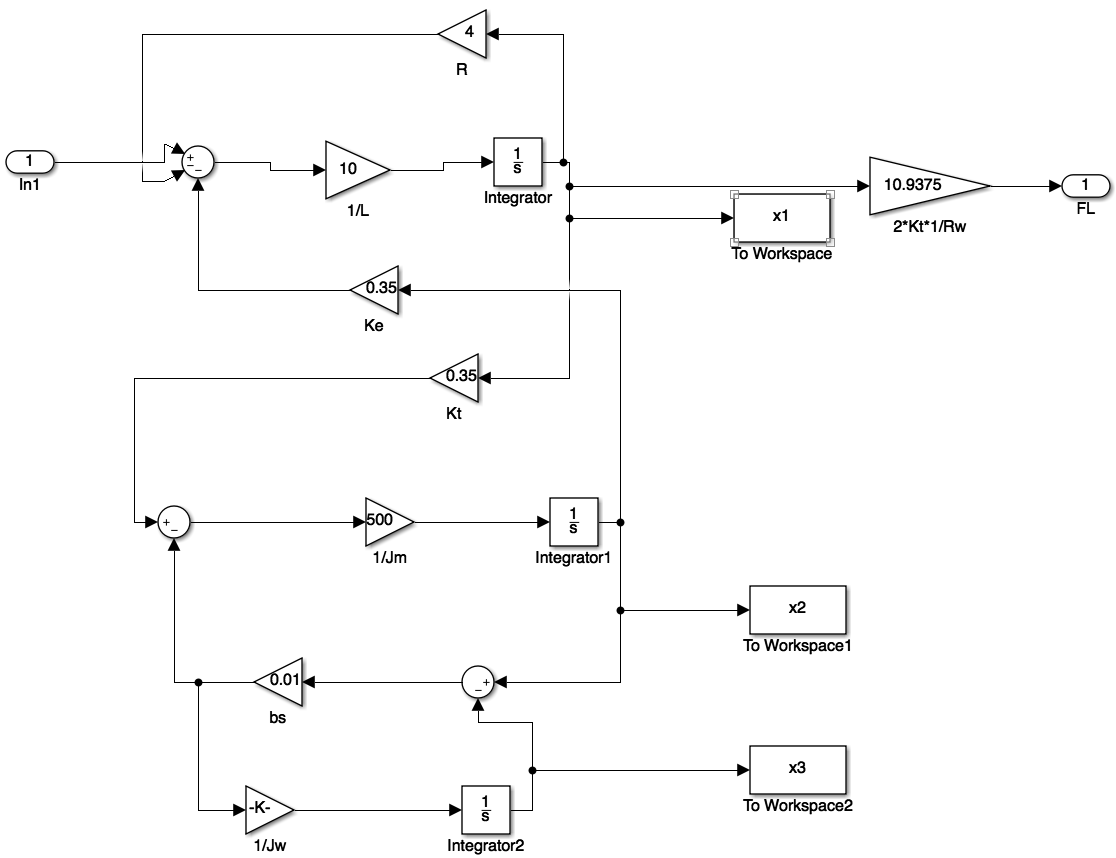 4
R
1
In1
+
−
−
10
1/L
1
s
Integrator
10.9375
2*Kt*1/Rw
1
FL
x1
To Workspace
0.35
Ke
0.35
Kt
+
−
500
1/Jm
1
s
Integrator1
x2
To Workspace1
0.01
bs
−
+
x3
To Workspace2
-K-
1/Jw
1
s
Integrator2